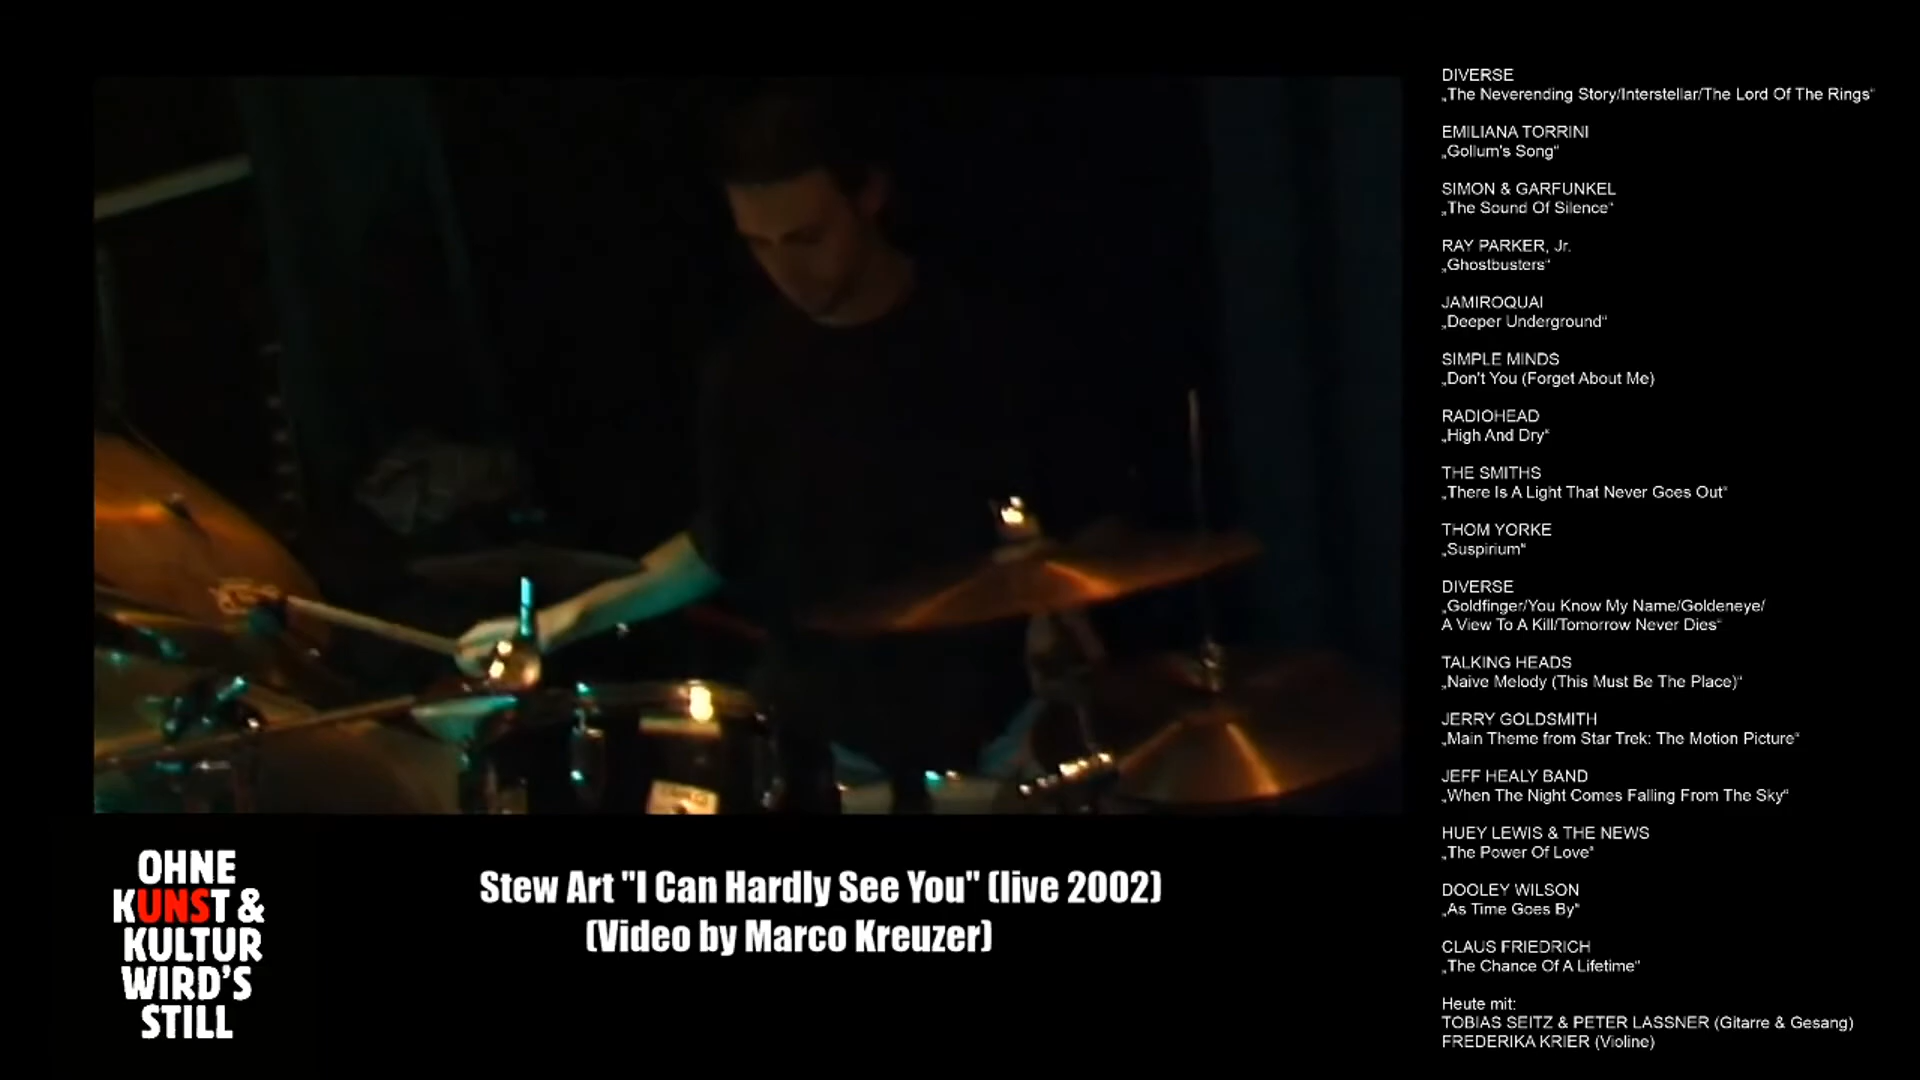 DIVERSE
„The Neverending Story/Interstellar/The Lord Of The Rings“
EMILIANA TORRINI
„Gollum's Song“
SIMON & GARFUNKEL
„The Sound Of Silence“
RAY PARKER, Jr.
„Ghostbusters“
JAMIROQUAI
„Deeper Underground“
SIMPLE MINDS
„Don't You (Forget About Me)
RADIOHEAD
„High And Dry“
THE SMITHS
„There Is A Light That Never Goes Out“
THOM YORKE
„Suspirium“
DIVERSE
„Goldfinger/You Know My Name/Goldeneye/
A View To A Kill/Tomorrow Never Dies“
TALKING HEADS
„Naive Melody (This Must Be The Place)“
JERRY GOLDSMITH
„Main Theme from Star Trek: The Motion Picture“
JEFF HEALY BAND
„When The Night Comes Falling From The Sky“
HUEY LEWIS & THE NEWS
„The Power Of Love“
DOOLEY WILSON
„As Time Goes By“
CLAUS FRIEDRICH
„The Chance Of A Lifetime“
Heute mit:
TOBIAS SEITZ & PETER LASSNER (Gitarre & Gesang)
FREDERIKA KRIER (Violine)
OHNE
KUNST &
KULTUR
WIRD'S
STILL
Stew Art "I Can Hardly See You" (live 2002)
(Video by Marco Kreuzer)